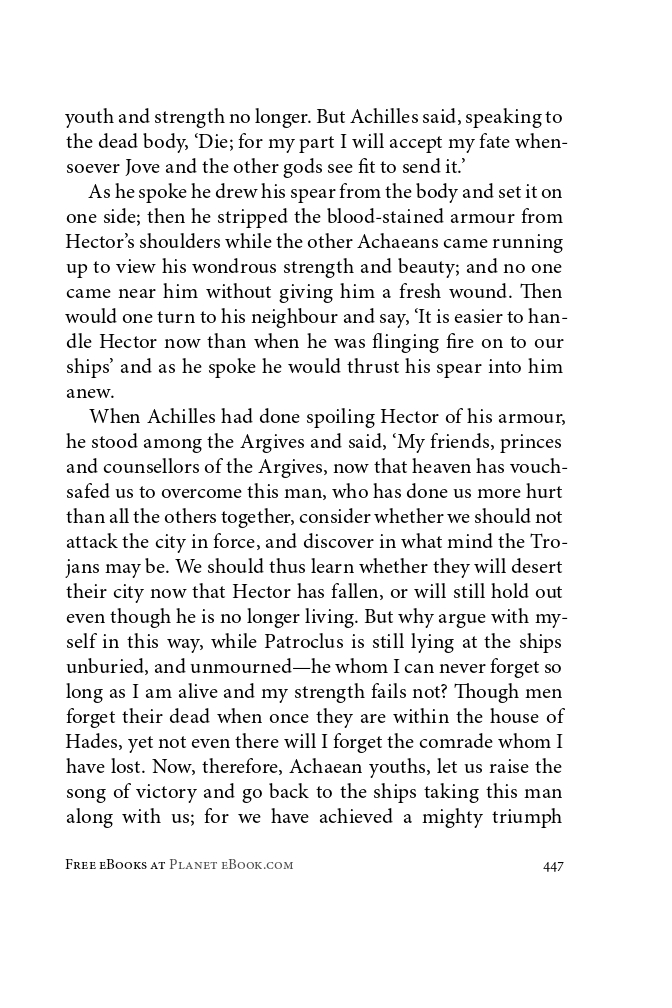 youth and strength no longer. But Achilles said, speaking to
the dead body, ‘Die; for my part I will accept my fate when-
soever Jove and the other gods see fit to send it.’
As he spoke he drew his spear from the body and set it on
one side; then he stripped the blood-stained armour from
Hector’s shoulders while the other Achaeans came running
up to view his wondrous strength and beauty; and no one
came near him without giving him a fresh wound. Then
would one turn to his neighbour and say, ‘It is easier to han-
dle Hector now than when he was flinging fire on to our
ships’ and as he spoke he would thrust his spear into him
anew.
When Achilles had done spoiling Hector of his armour,
he stood among the Argives and said, ‘My friends, princes
and counsellors of the Argives, now that heaven has vouch-
safed us to overcome this man, who has done us more hurt
than all the others together, consider whether we should not
attack the city in force, and discover in what mind the Tro-
jans may be. We should thus learn whether they will desert
their city now that Hector has fallen, or will still hold out
even though he is no longer living. But why argue with my-
self in this way, while Patroclus is still lying at the ships
unburied, and unmourned—he whom I can never forget so
long as I am alive and my strength fails not? Though men
forget their dead when once they are within the house of
Hades, yet not even there will I forget the comrade whom I
have lost. Now, therefore, Achaean youths, let us raise the
song of victory and go back to the ships taking this man
along with us; for we have achieved a mighty triumph
Free eBooks at Planet eBook.com 447